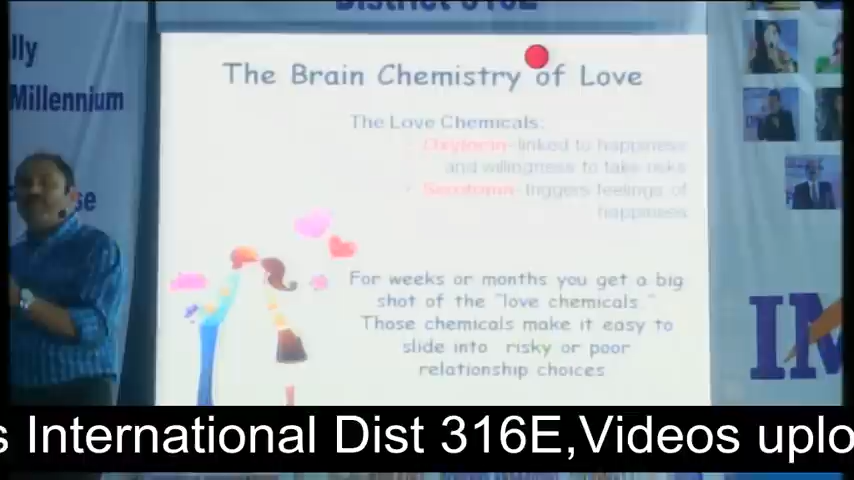 District 316E
lly
Millennium
se
The Brain Chemistry of Love
The Love Chemicals:
Oxytocin- linked to happiness
and willingness to take risks
Serotonin- triggers feelings of
happiness
For weeks or months you get a big
shot of the "love chemicals."
Those chemicals make it easy to
slide into risky or poor
relationship choices
IM
s International Dist 316E,Videos uplo